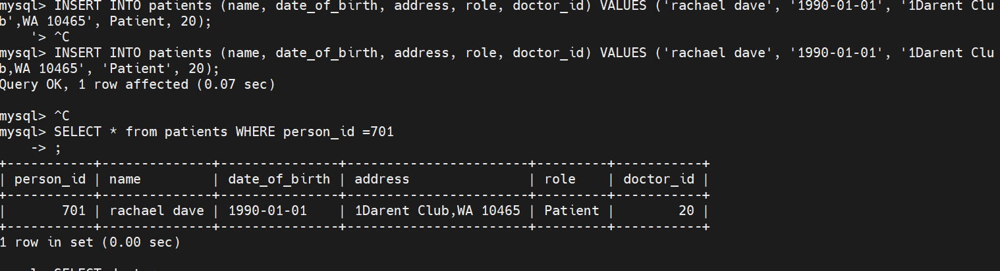 mysql> INSERT INTO patients (name, date_of_birth, address, role, doctor_id) VALUES ('rachael dave', '1990-01-01', '1Darent Clu
b',WA 10465', Patient, 20);
    '> ^C
mysql> INSERT INTO patients (name, date_of_birth, address, role, doctor_id) VALUES ('rachael dave', '1990-01-01', '1Darent Clu
b,WA 10465', 'Patient', 20);
Query OK, 1 row affected (0.07 sec)

mysql> ^C
mysql> SELECT * from patients WHERE person_id =701
    -> ;
+-----------+--------------+---------------+-----------------------+---------+-----------+
| person_id | name         | date_of_birth | address               | role    | doctor_id |
+-----------+--------------+---------------+-----------------------+---------+-----------+
|       701 | rachael dave | 1990-01-01    | 1Darent Club,WA 10465 | Patient |        20 |
+-----------+--------------+---------------+-----------------------+---------+-----------+
1 row in set (0.00 sec)